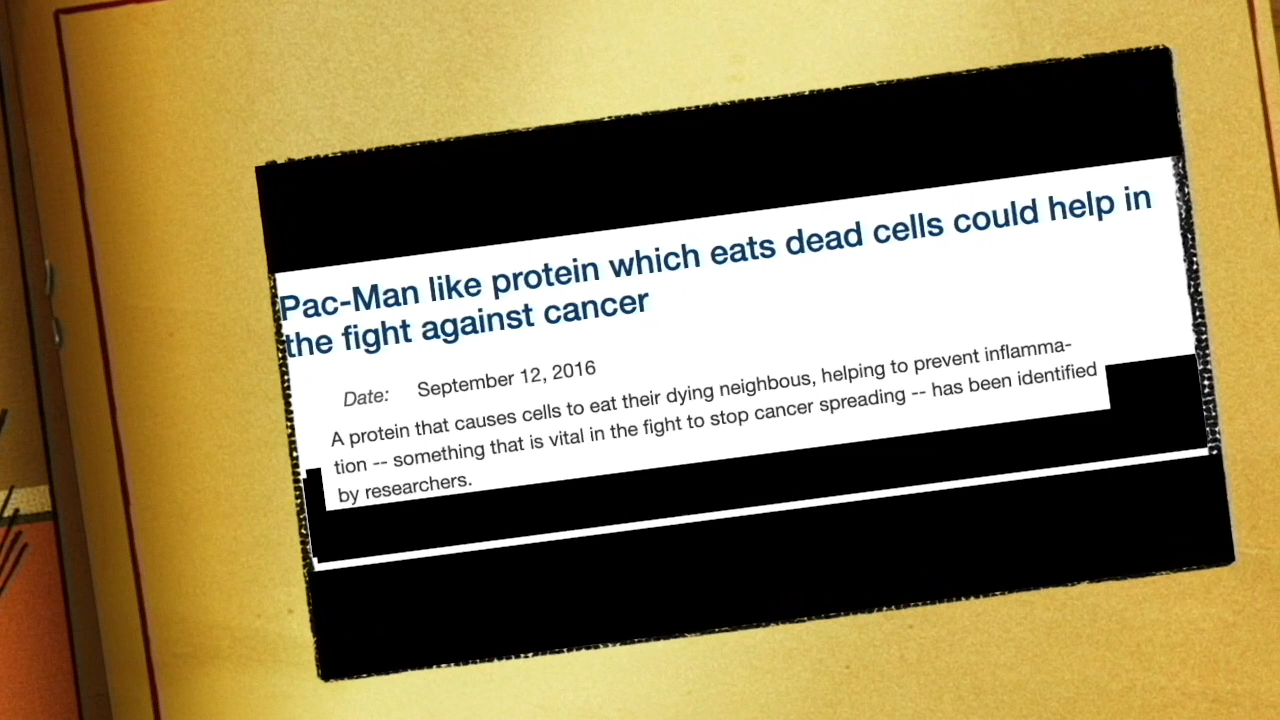 Pac-Man like protein which eats dead cells could help in
the fight against cancer
Date: September 12, 2016
A protein that causes cells to eat their dying neighbous, helping to prevent inflamma-
tion -- something that is vital in the fight to stop cancer spreading -- has been identified
by researchers.